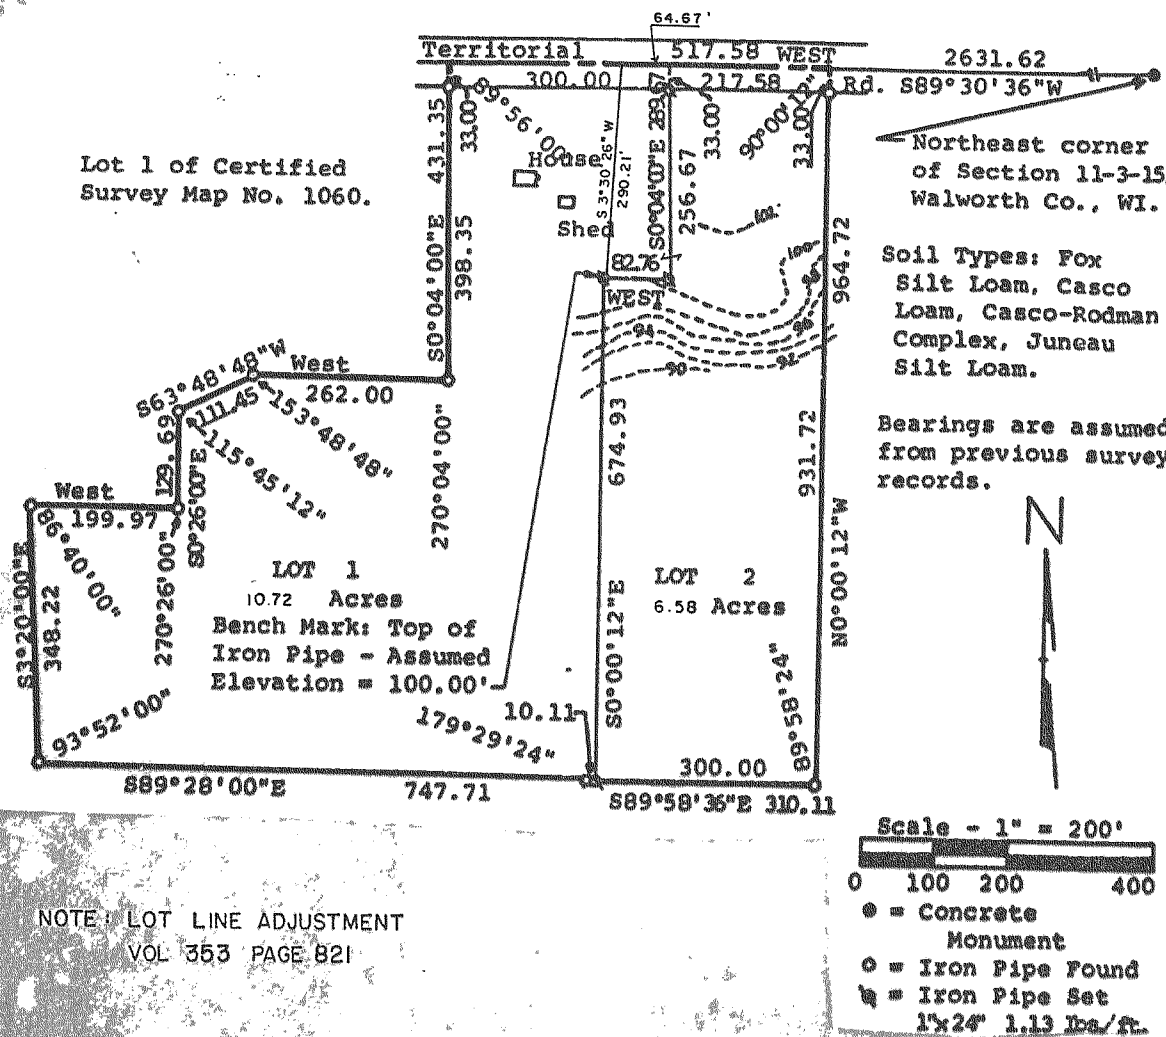 64.67'
Territorial 517.58 WEST 2631.62
300.00 217.58 Rd. S89°30'36"W
431.35
33.00
89°56'00"
S 3°30'26" W
290.21'
S0°04'00"E 289.67
256.67
33.00'
90°00'12"
33.00'
Northeast corner
of Section 11-3-15
Walworth Co., WI.
Lot 1 of Certified
Survey Map No. 1060.
House
Shed
102.
100
96
94
92
90
S0°04'00"E
398.35
964.72
82.76
WEST
Soil Types: Fox
Silt Loam, Casco
Loam, Casco-Rodman
Complex, Juneau
Silt Loam.
S63°48'48"W
111.45
West
262.00
153°48'48"
115°45'12"
129.69
S0°26'00"E
270°04'00"
674.93
931.72
Bearings are assumed
from previous survey
records.
N
West
199.97
86°40'00"
270°26'00"
S3°20'00"E
348.22
LOT 1
10.72 Acres
LOT 2
6.58 Acres
Bench Mark: Top of
Iron Pipe - Assumed
Elevation = 100.00'
S0°00'12"E
N0°00'12"W
93°52'00"
179°29'24"
10.11
89°58'24"
300.00
S89°28'00"E 747.71
S89°58'36"E 310.11
Scale - 1" = 200'
0 100 200 400
= Concrete
Monument
= Iron Pipe Found
= Iron Pipe Set
1"x24" 1.13 lbs/ft.
NOTE: LOT LINE ADJUSTMENT
VOL 353 PAGE 821